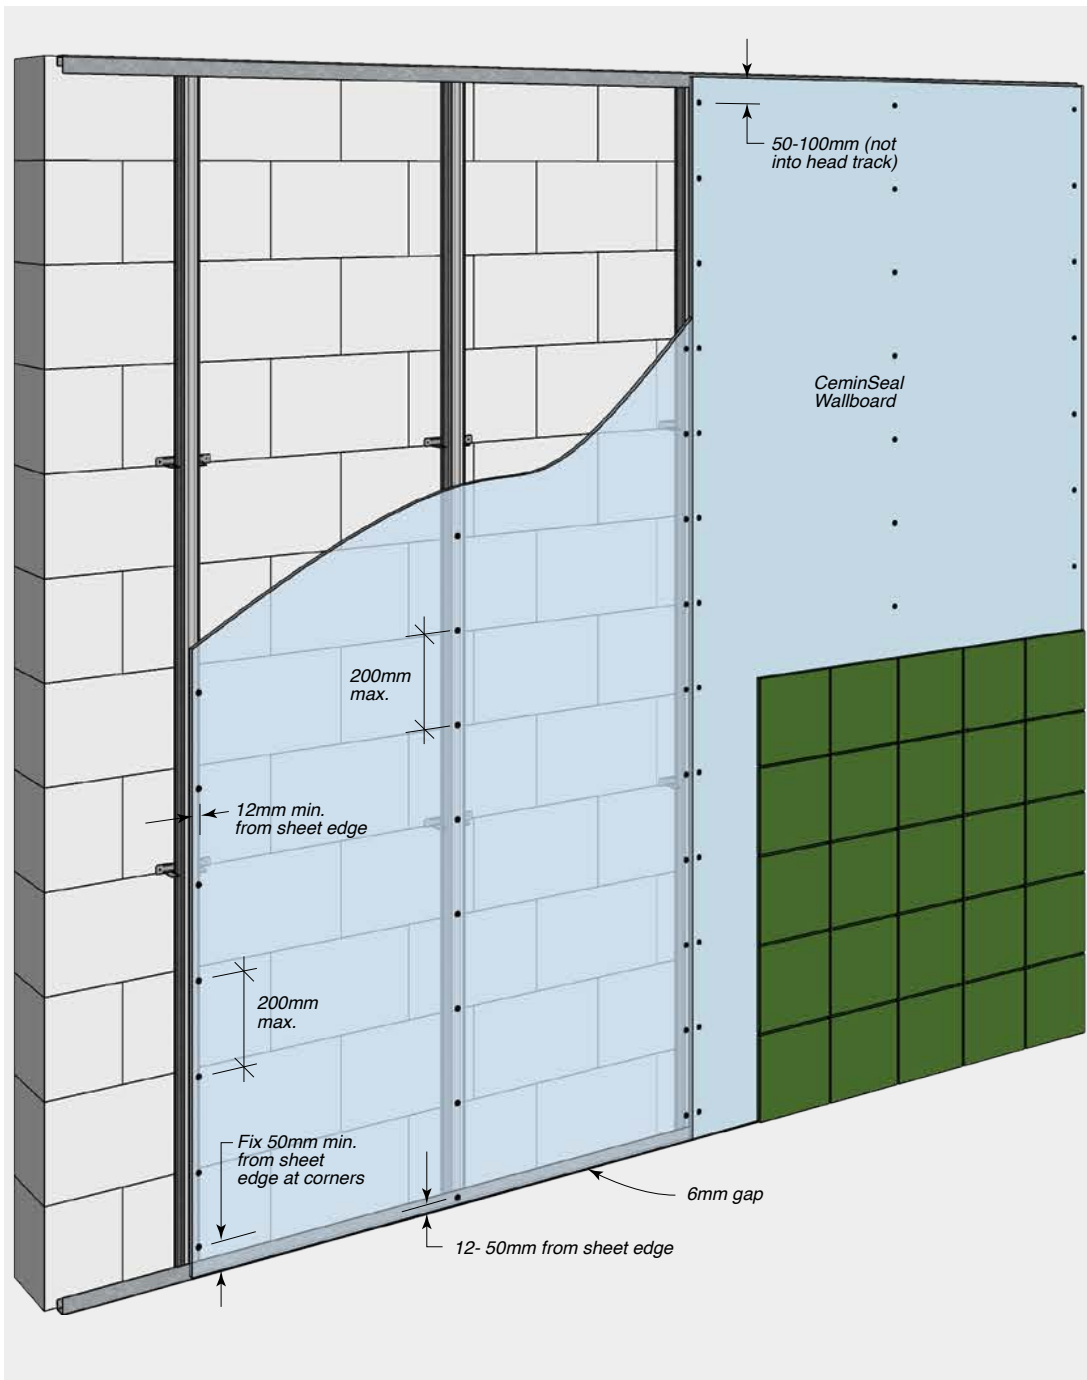 50-100mm (not
into head track)
CeminSeal
Wallboard
200mm
max.
12mm min.
from sheet edge
200mm
max.
Fix 50mm min.
from sheet
edge at corners
6mm gap
12- 50mm from sheet edge